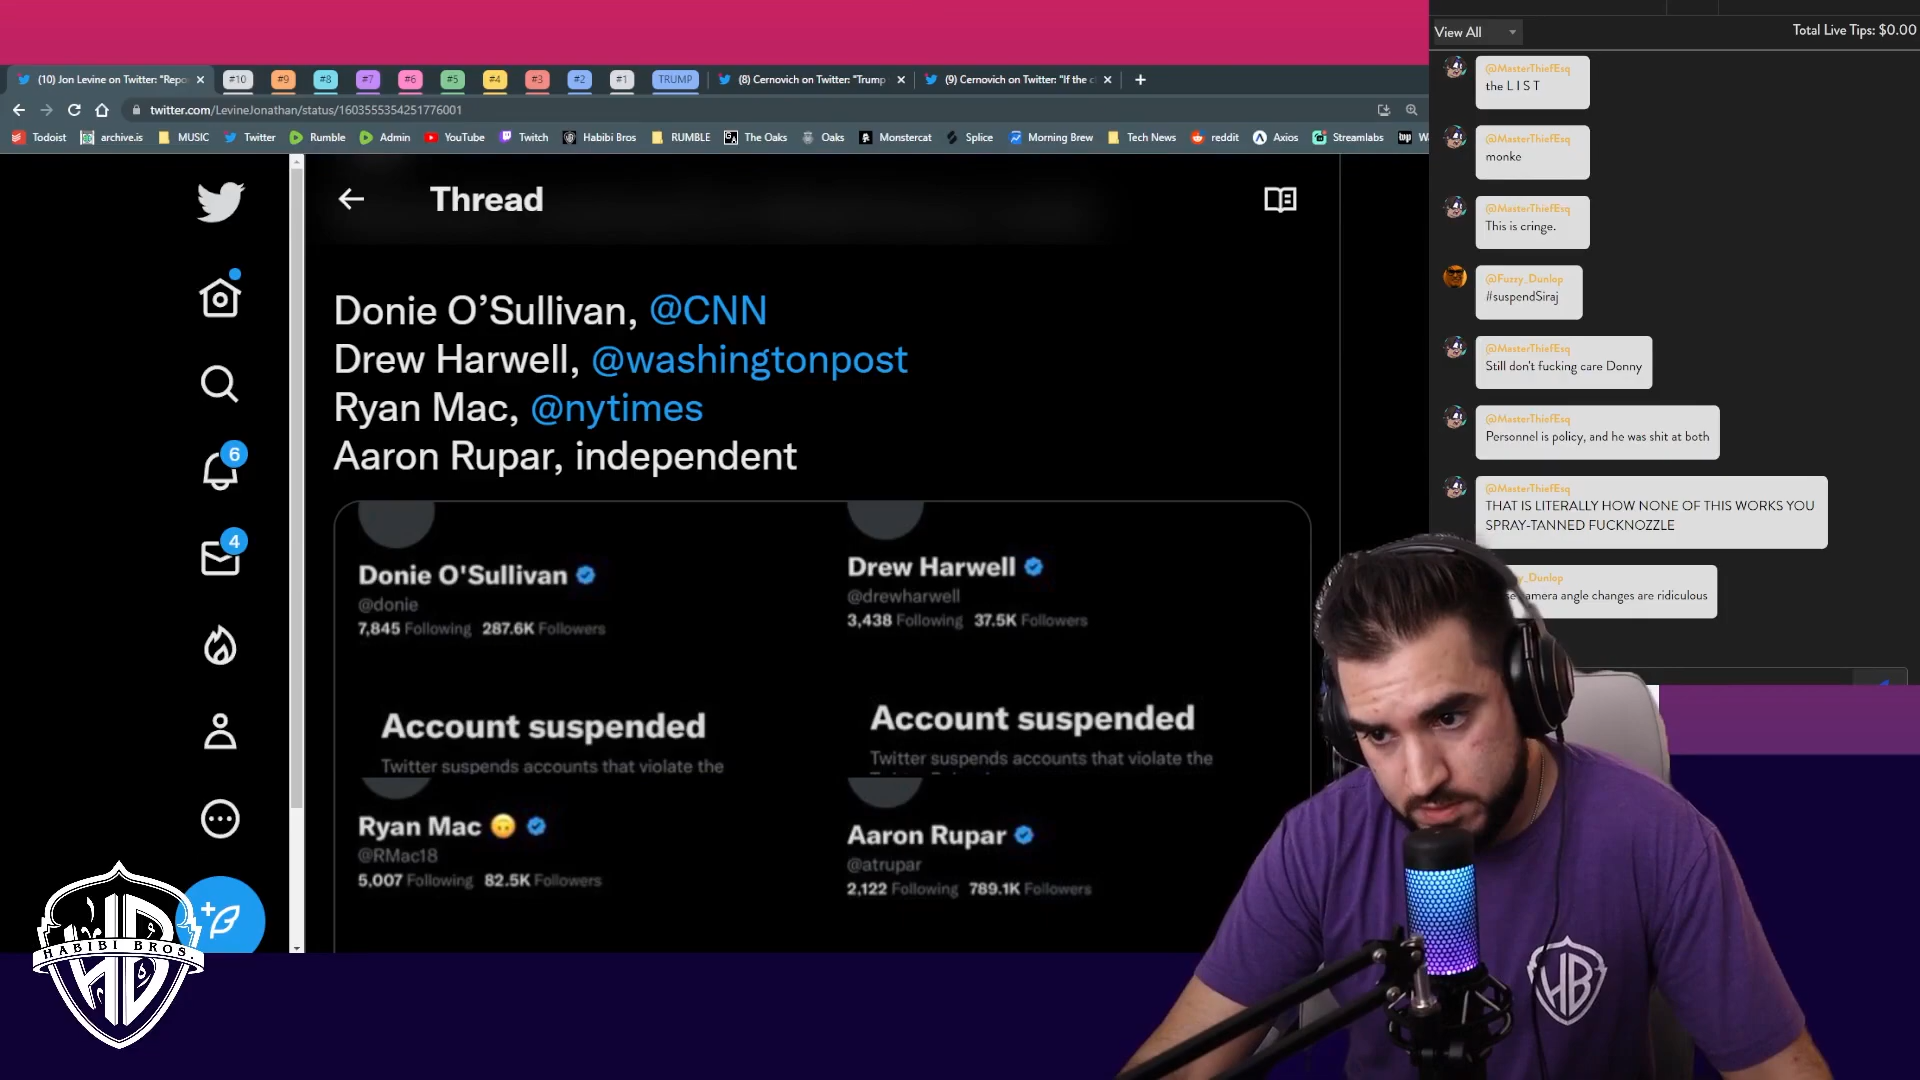 (10) Jon Levine on Twitter: "Repo
#10
#9
#8
#7
#6
#5
#4
#3
#2
#1
TRUMP
(8) Cernovich on Twitter: "Trump
(9) Cernovich on Twitter: "If the c
twitter.com/LevineJonathan/status/1603555354251776001
Todoist
archive.is
MUSIC
Twitter
Rumble
Admin
YouTube
Twitch
Habibi Bros
RUMBLE
The Oaks
Oaks
Monstercat
Splice
Morning Brew
Tech News
reddit
Axios
Streamlabs
Thread
Donie O’Sullivan, @CNN
Drew Harwell, @washingtonpost
Ryan Mac, @nytimes
Aaron Rupar, independent
Donie O'Sullivan
@donie
7,845 Following 287.6K Followers
Account suspended
Twitter suspends accounts that violate the
Drew Harwell
@drewharwell
3,438 Following 37.5K Followers
Account suspended
Twitter suspends accounts that violate the
Ryan Mac
@RMac18
5,007 Following 82.5K Followers
Aaron Rupar
@atrupar
2,122 Following 789.1K Followers
6
4
HABIBI BROS.
View All
Total Live Tips: $0.00
@MasterThiefEsq
the L I S T
@MasterThiefEsq
monke
@MasterThiefEsq
This is cringe.
@Fuzzy_Dunlop
#suspendSiraj
@MasterThiefEsq
Still don't fucking care Donny
@MasterThiefEsq
Personnel is policy, and he was shit at both
@MasterThiefEsq
THAT IS LITERALLY HOW NONE OF THIS WORKS YOU
SPRAY-TANNED FUCKNOZZLE
y_Dunlop
camera angle changes are ridiculous
HB